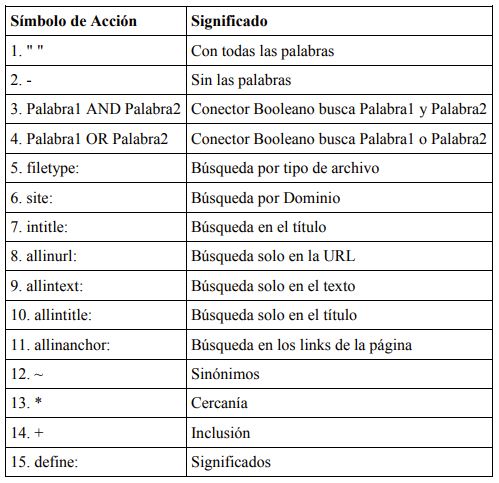 Símbolo de Acción Significado
1. " " Con todas las palabras
2. - Sin las palabras
3. Palabra1 AND Palabra2 Conector Booleano busca Palabra1 y Palabra2
4. Palabra1 OR Palabra2 Conector Booleano busca Palabra1 o Palabra2
5. filetype: Búsqueda por tipo de archivo
6. site: Búsqueda por Dominio
7. intitle: Búsqueda en el título
8. allinurl: Búsqueda solo en la URL
9. allintext: Búsqueda solo en el texto
10. allintitle: Búsqueda solo en el título
11. allinanchor: Búsqueda en los links de la página
12. ~ Sinónimos
13. * Cercanía
14. + Inclusión
15. define: Significados